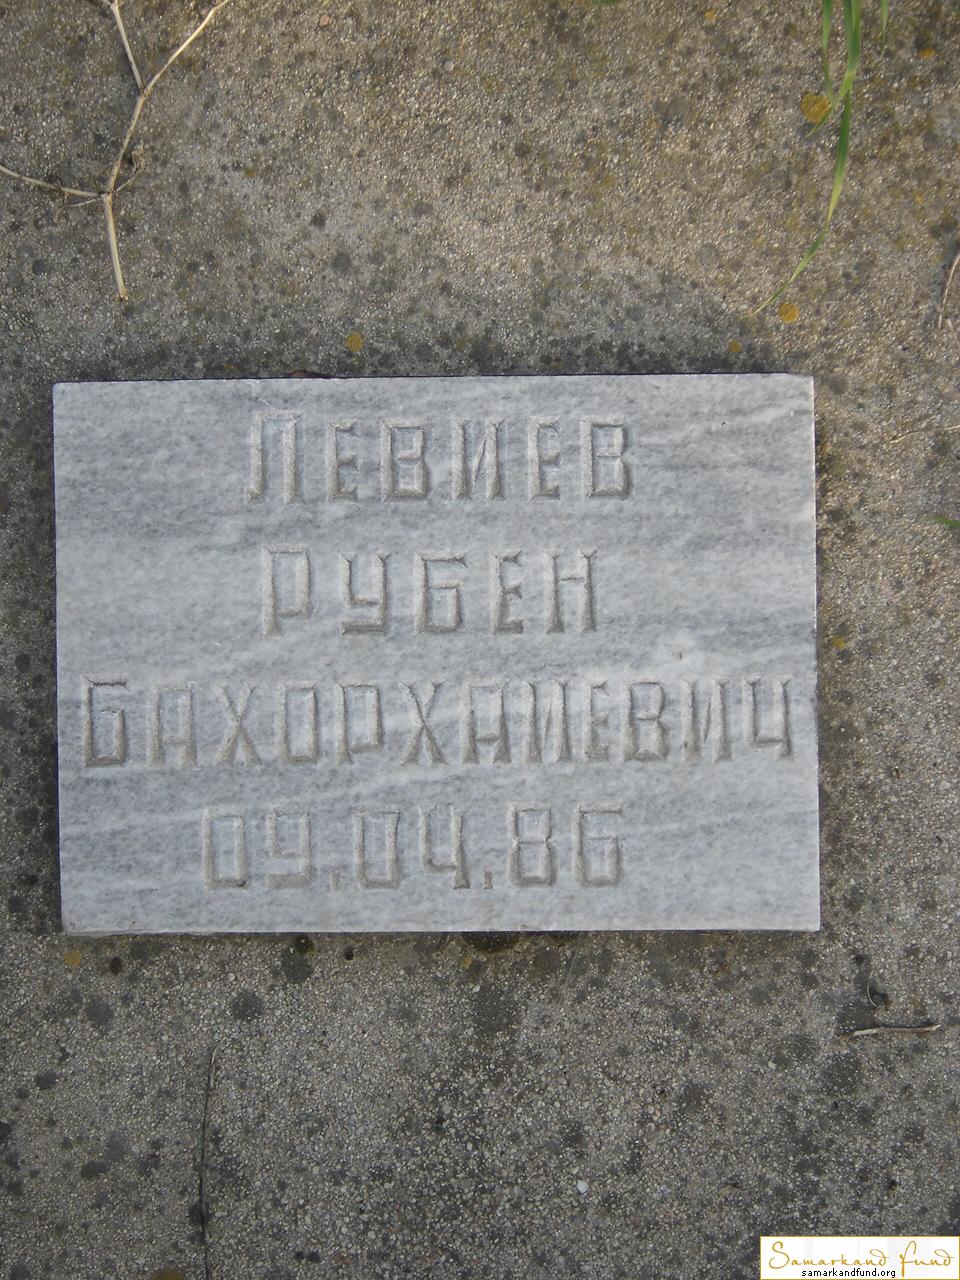 ЛЕВИЕВ
РУБЕН
БАХОРХАИЕВИЧ
09.04.86
Samarkand Fund
samarkandfund.org